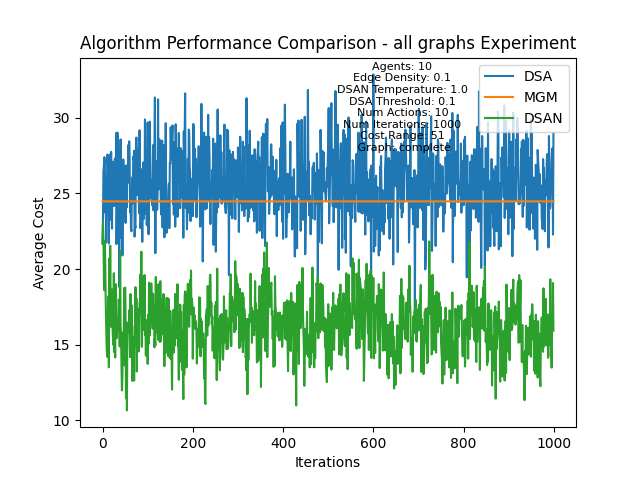 Algorithm Performance Comparison - all graphs Experiment
Agents: 10
Edge Density: 0.1
DSAN Temperature: 1.0
DSA Threshold: 0.1
Num Actions: 10
Num Iterations: 1000
Cost Range: 51
Graph: complete
DSA
MGM
DSAN
Average Cost
30
25
20
15
10
0
200
400
600
800
1000
Iterations